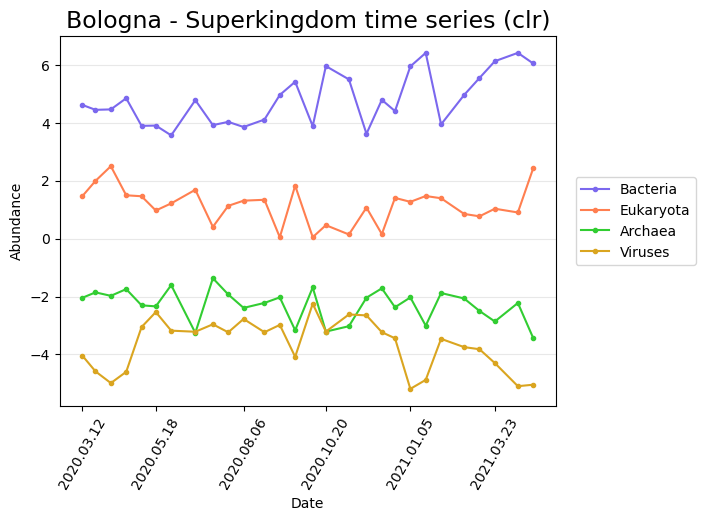 Bologna - Superkingdom time series (clr)
Abundance
6
4
2
0
−2
−4
2020.03.12
2020.05.18
2020.08.06
2020.10.20
2021.01.05
2021.03.23
Date
Bacteria
Eukaryota
Archaea
Viruses